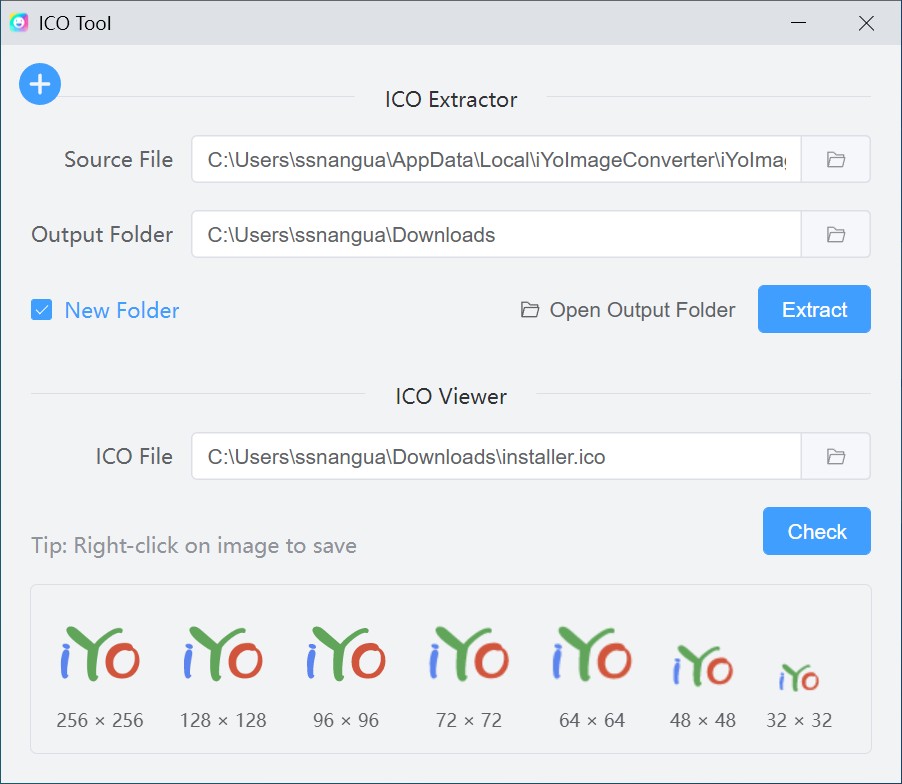 ICO Tool
ICO Extractor
Source File C:\Users\ssnangua\AppData\Local\iYoImageConverter\iYoImag
Output Folder C:\Users\ssnangua\Downloads
New Folder Open Output Folder Extract
ICO Viewer
ICO File C:\Users\ssnangua\Downloads\installer.ico
Check
Tip: Right-click on image to save
iYo iYo iYo iYo iYo iYo iYo
256 × 256 128 × 128 96 × 96 72 × 72 64 × 64 48 × 48 32 × 32